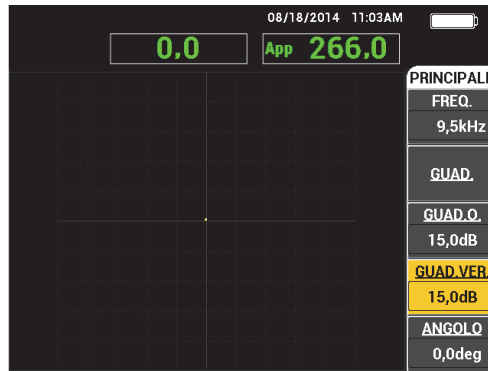 08/18/2014 11:03AM
0,0
App 266,0
PRINCIPALI
FREQ.
9,5kHz
GUAD.
GUAD.O.
15,0dB
GUAD.VER.
15,0dB
ANGOLO
0,0deg